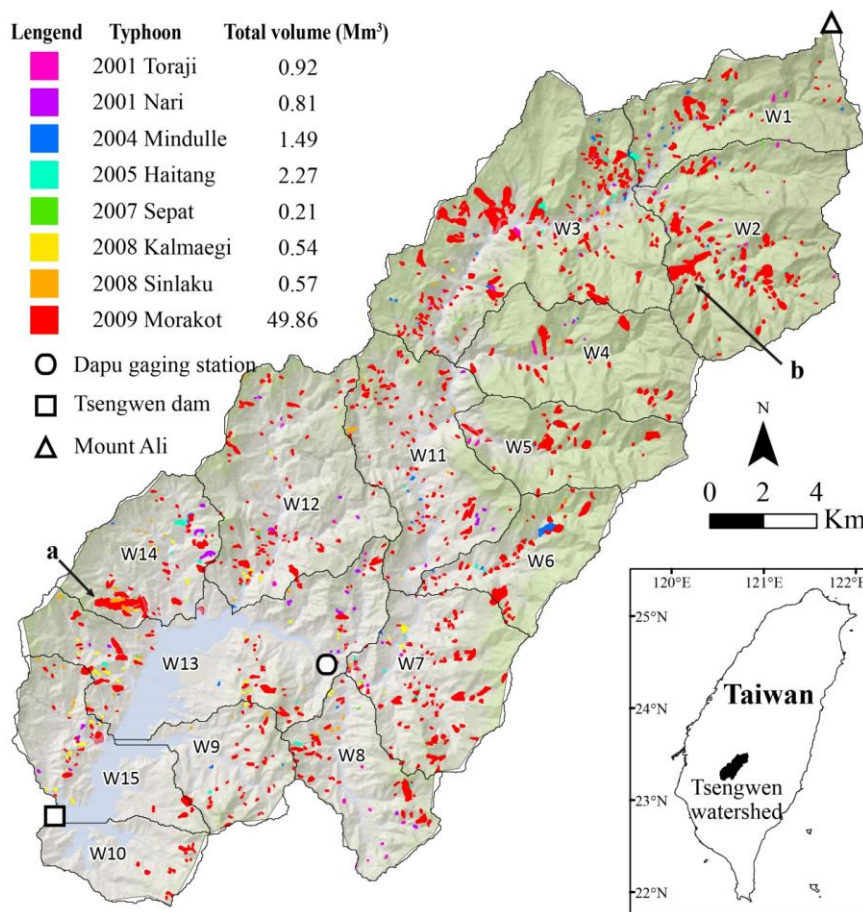 Lengend Typhoon Total volume (Mm³)
2001 Toraji 0.92
2001 Nari 0.81
2004 Mindulle 1.49
2005 Haitang 2.27
2007 Sepat 0.21
2008 Kalmaegi 0.54
2008 Sinlaku 0.57
2009 Morakot 49.86
Dapu gaging station
Tsengwen dam
Mount Ali
W1
W2
W3
b
W4
N
W5
W11
0 2 4
Km
W12
W14
W6
a
W13
W7
W9
W8
W15
W10
120°E 121°E 122°E
25°N
Taiwan
24°N
Tsengwen
watershed
23°N
22°N